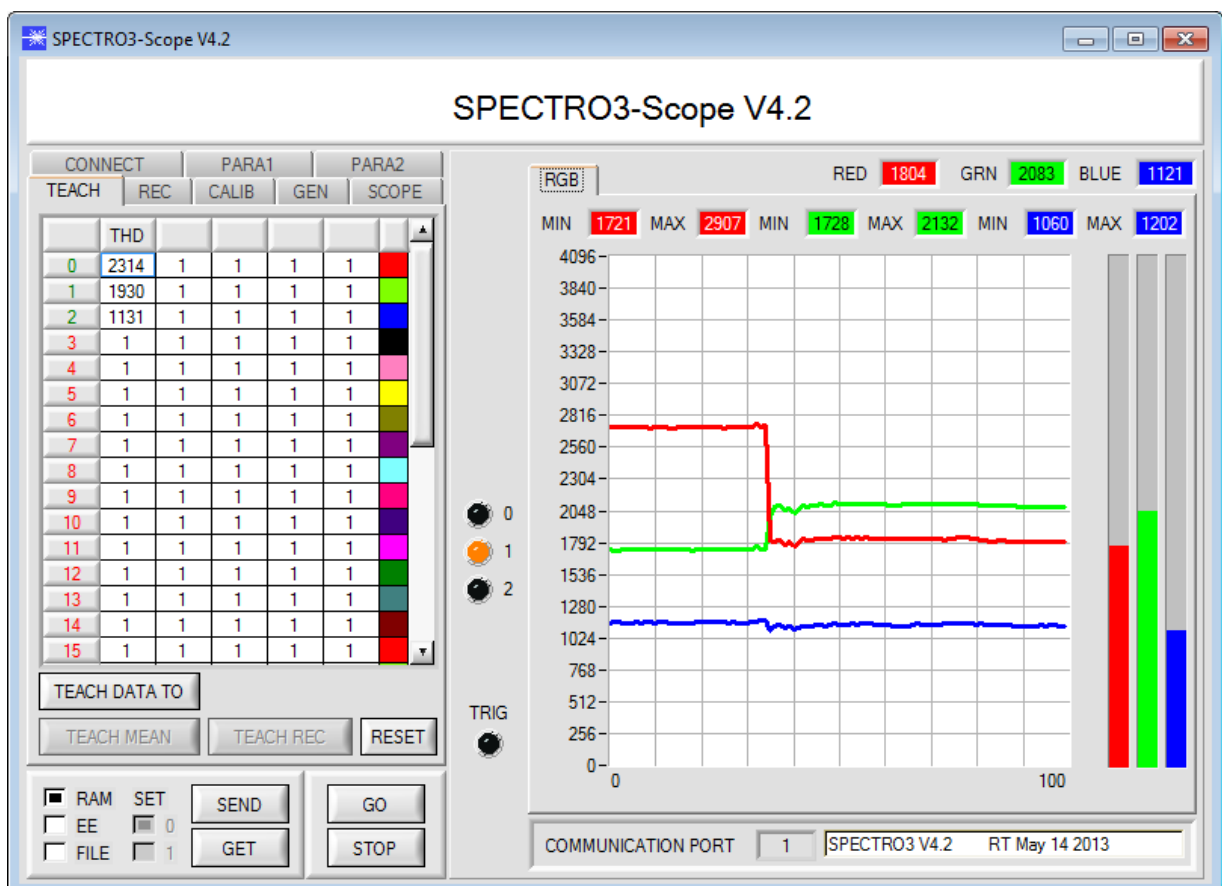 SPECTRO3-Scope V4.2
SPECTRO3-Scope V4.2
CONNECT PARA1 PARA2
TEACH REC CALIB GEN SCOPE
THD
0 2314 1 1 1 1
1 1930 1 1 1 1
2 1131 1 1 1 1
3 1 1 1 1 1
4 1 1 1 1 1
5 1 1 1 1 1
6 1 1 1 1 1
7 1 1 1 1 1
8 1 1 1 1 1
9 1 1 1 1 1
10 1 1 1 1 1
11 1 1 1 1 1
12 1 1 1 1 1
13 1 1 1 1 1
14 1 1 1 1 1
15 1 1 1 1 1
TEACH DATA TO
TEACH MEAN TEACH REC RESET
RAM SET SEND GO
EE 0
FILE 1 GET STOP
0
1
2
TRIG
RGB RED 1804 GRN 2083 BLUE 1121
MIN 1721 MAX 2907 MIN 1728 MAX 2132 MIN 1060 MAX 1202
4096
3840
3584
3328
3072
2816
2560
2304
2048
1792
1536
1280
1024
768
512
256
0
0 100
COMMUNICATION PORT 1 SPECTRO3 V4.2 RT May 14 2013